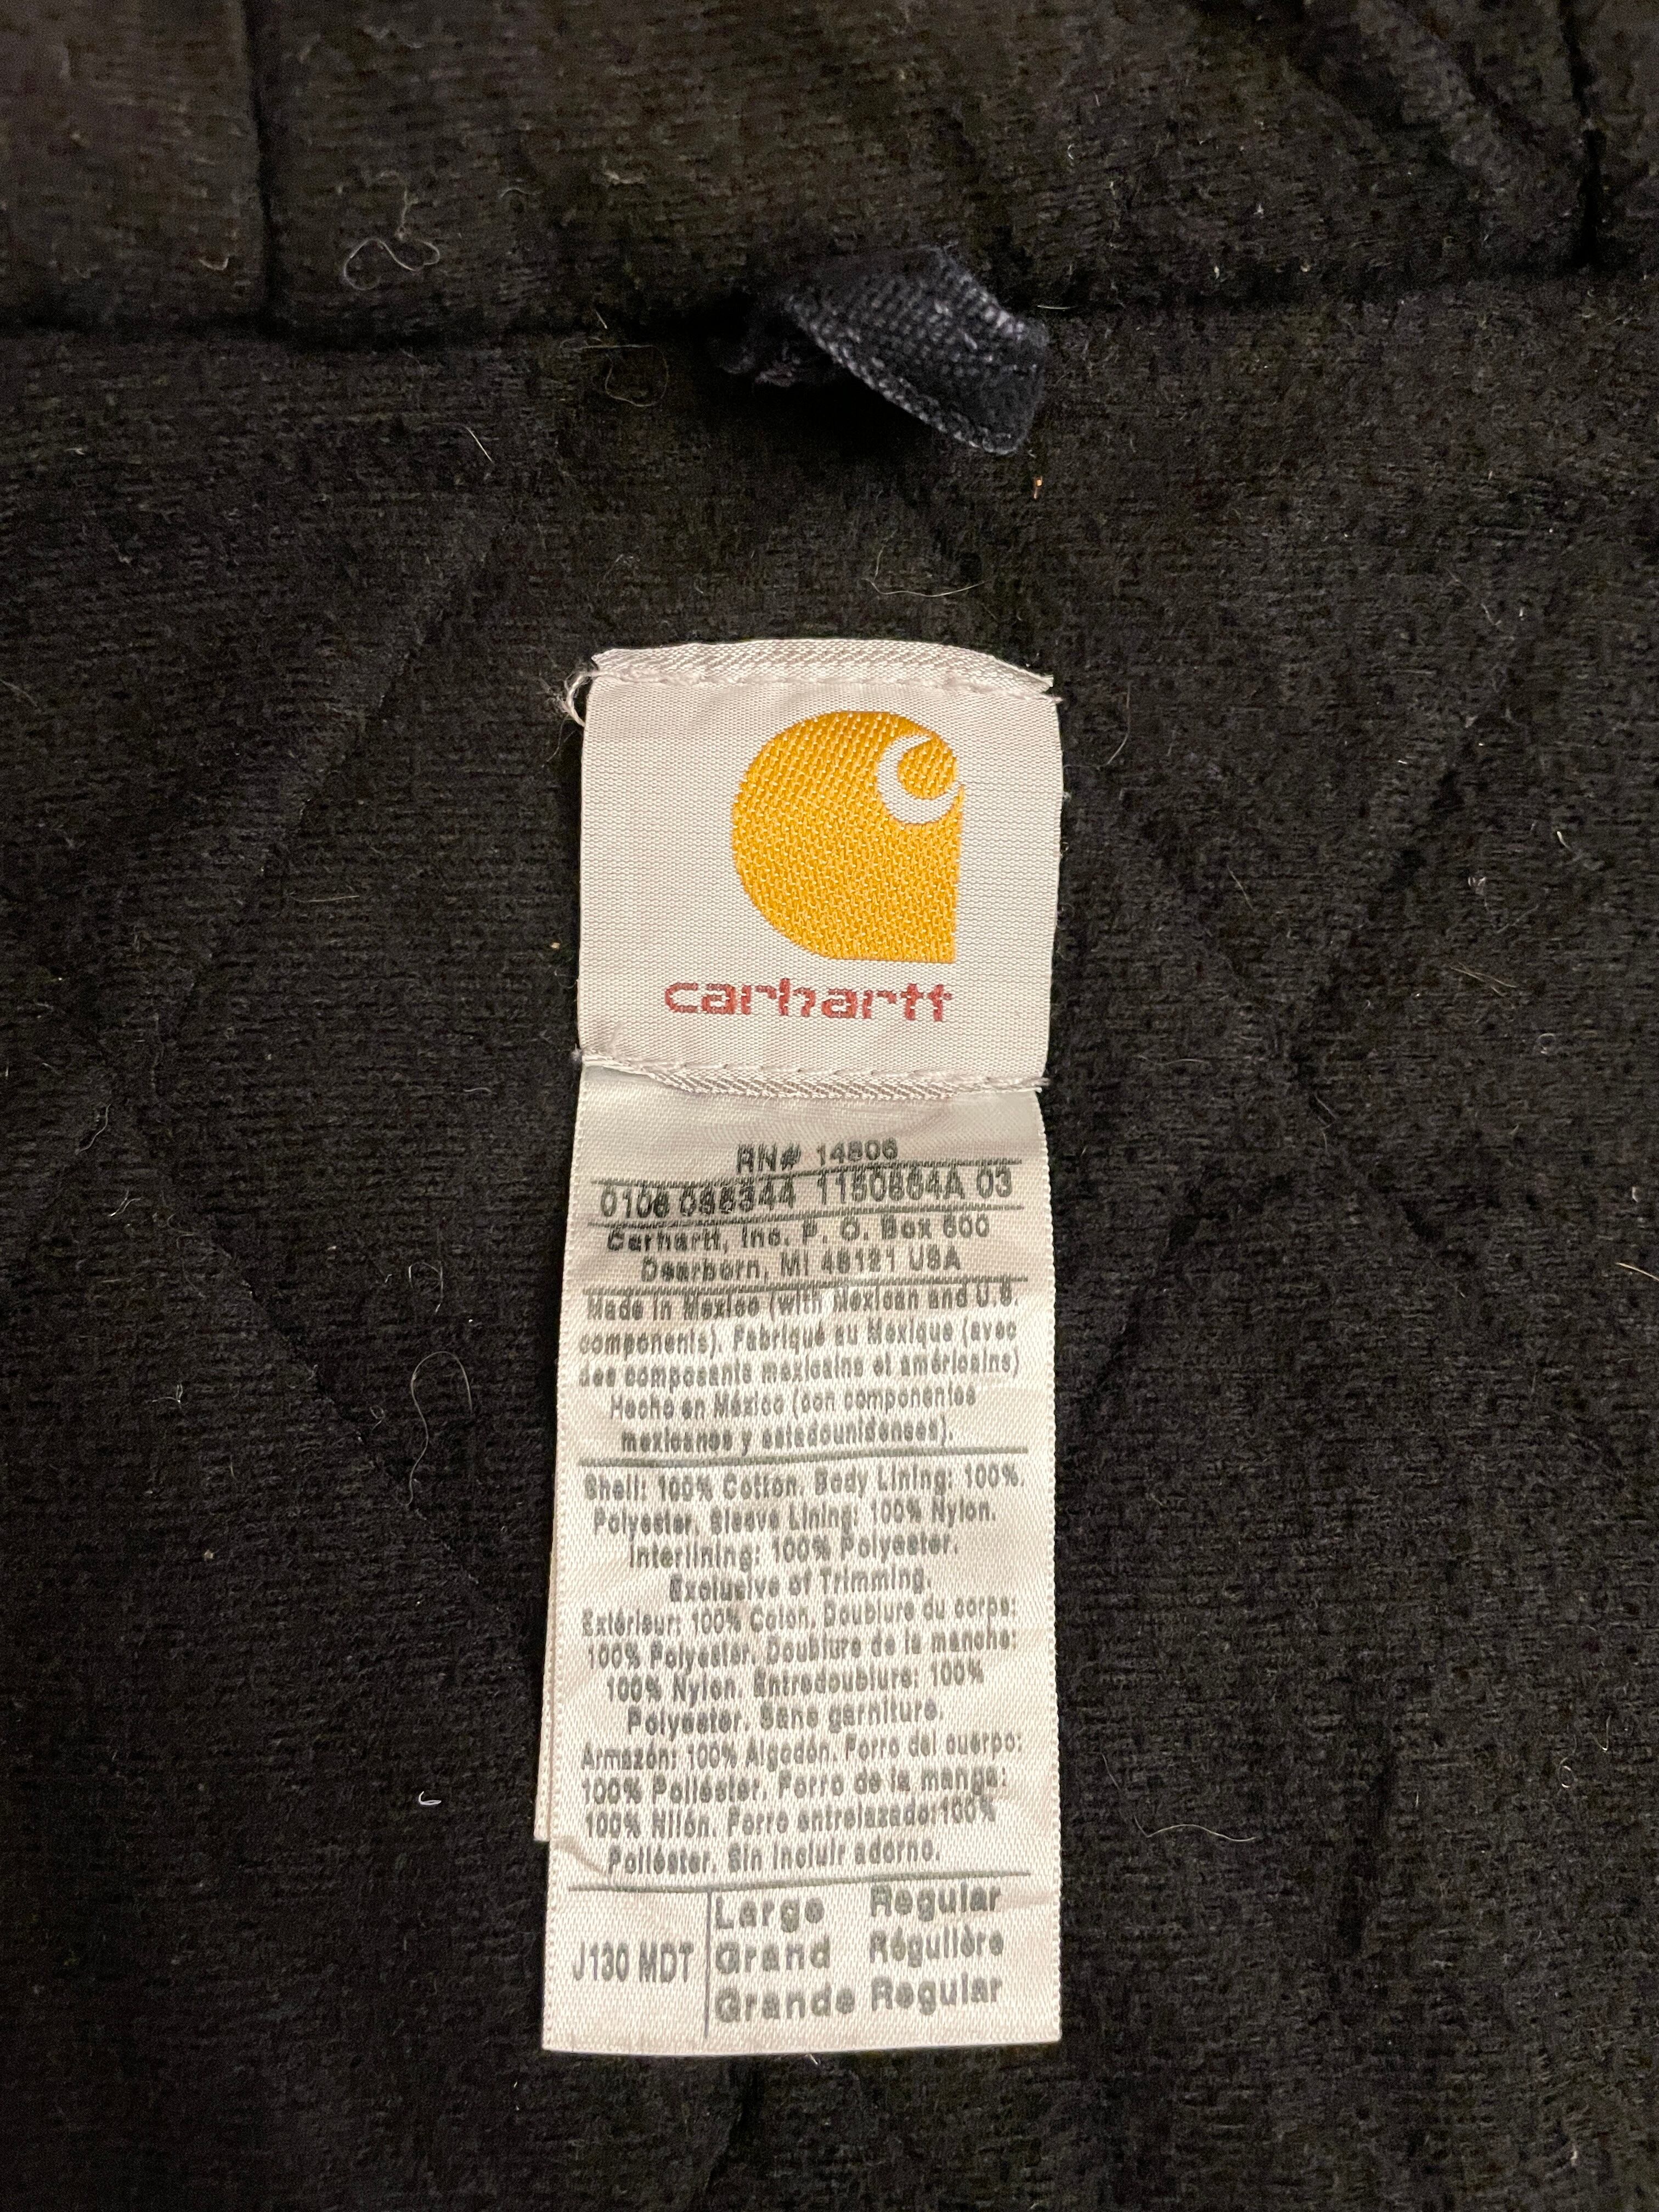 carhartt
RN# 14806
0106 095344 1150864A 03
Carhartt, Inc. P. O. Box 600
Dearborn, MI 48121 USA
Made in Mexico (with Mexican and U.S.
components). Fabriqué au Mexique (avec
des composants mexicains et américains)
Hecho en México (con componentes
mexicanos y estadounidenses).
Shell: 100% Cotton. Body Lining: 100%.
Polyester. Sleeve Lining: 100% Nylon.
Interlining: 100% Polyester.
Exclusive of Trimming.
Extérieur: 100% Coton. Doublure du corps:
100% Polyester. Doublure de la manche:
100% Nylon. Entredoublure: 100%
Polyester. Sans garniture.
Armazón: 100% Algodón. Forro del cuerpo:
100% Poliéster. Forro de la manga:
100% Nilón. Forro entrelazado:100%
Poliéster. Sin incluir adorno.
J130 MDT
Large Regular
Grand Régulière
Grande Regular